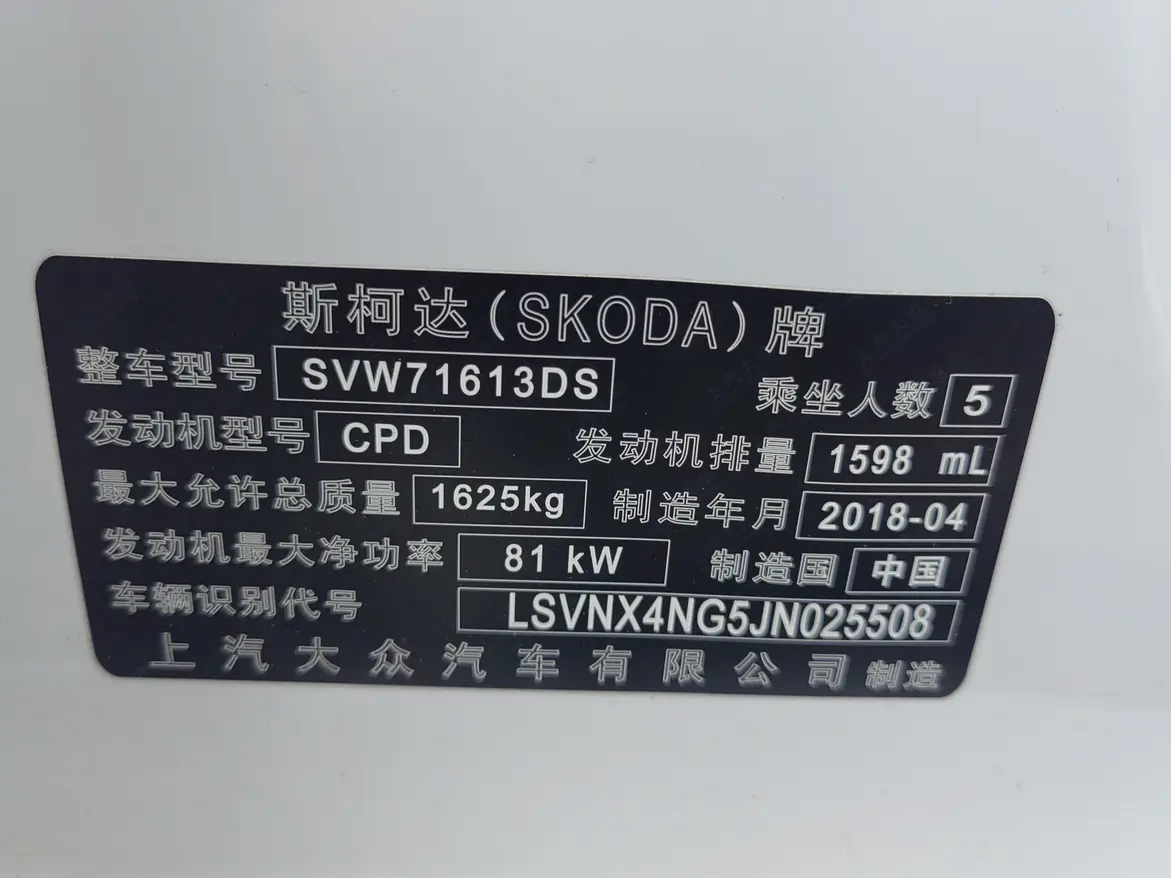 斯柯达(SKODA)牌
整车型号 SVW71613DS 乘坐人数 5
发动机型号 CPD 发动机排量 1598 mL
最大允许总质量 1625kg 制造年月 2018-04
发动机最大净功率 81 kW 制造国 中国
车辆识别代号 LSVNX4NG5JN025508
上汽大众汽车有限公司 制造